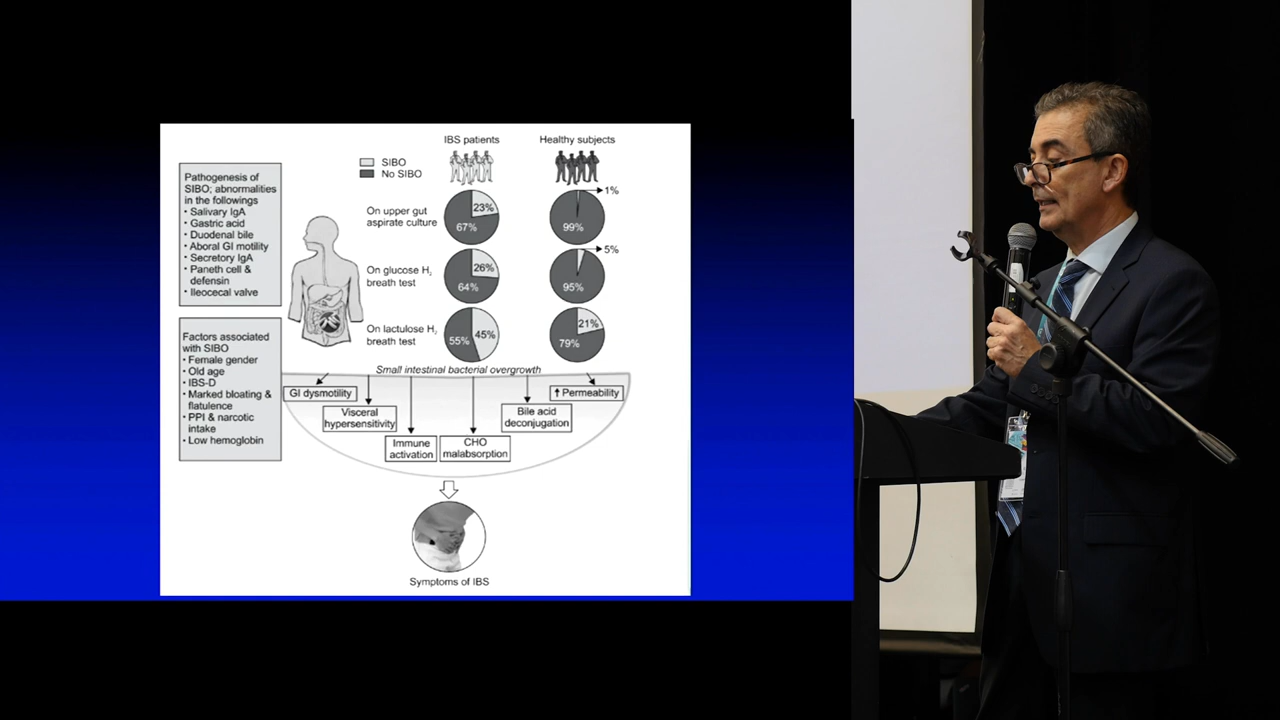 IBS patients
Healthy subjects
SIBO
No SIBO
Pathogenesis of
SIBO; abnormalities
in the followings
• Salivary IgA
• Gastric acid
• Duodenal bile
• Aboral GI motility
• Secretory IgA
• Paneth cell &
defensin
• Ileocecal valve
On upper gut
aspirate culture
23%
67%
1%
99%
On glucose H₂
breath test
26%
64%
5%
95%
On lactulose H₂
breath test
55%
45%
21%
79%
Factors associated
with SIBO
• Female gender
• Old age
• IBS-D
• Marked bloating &
flatulence
• PPI & narcotic
intake
• Low hemoglobin
Small intestinal bacterial overgrowth
GI dysmotility
Visceral
hypersensitivity
Immune
activation
CHO
malabsorption
Bile acid
deconjugation
↑ Permeability
Symptoms of IBS